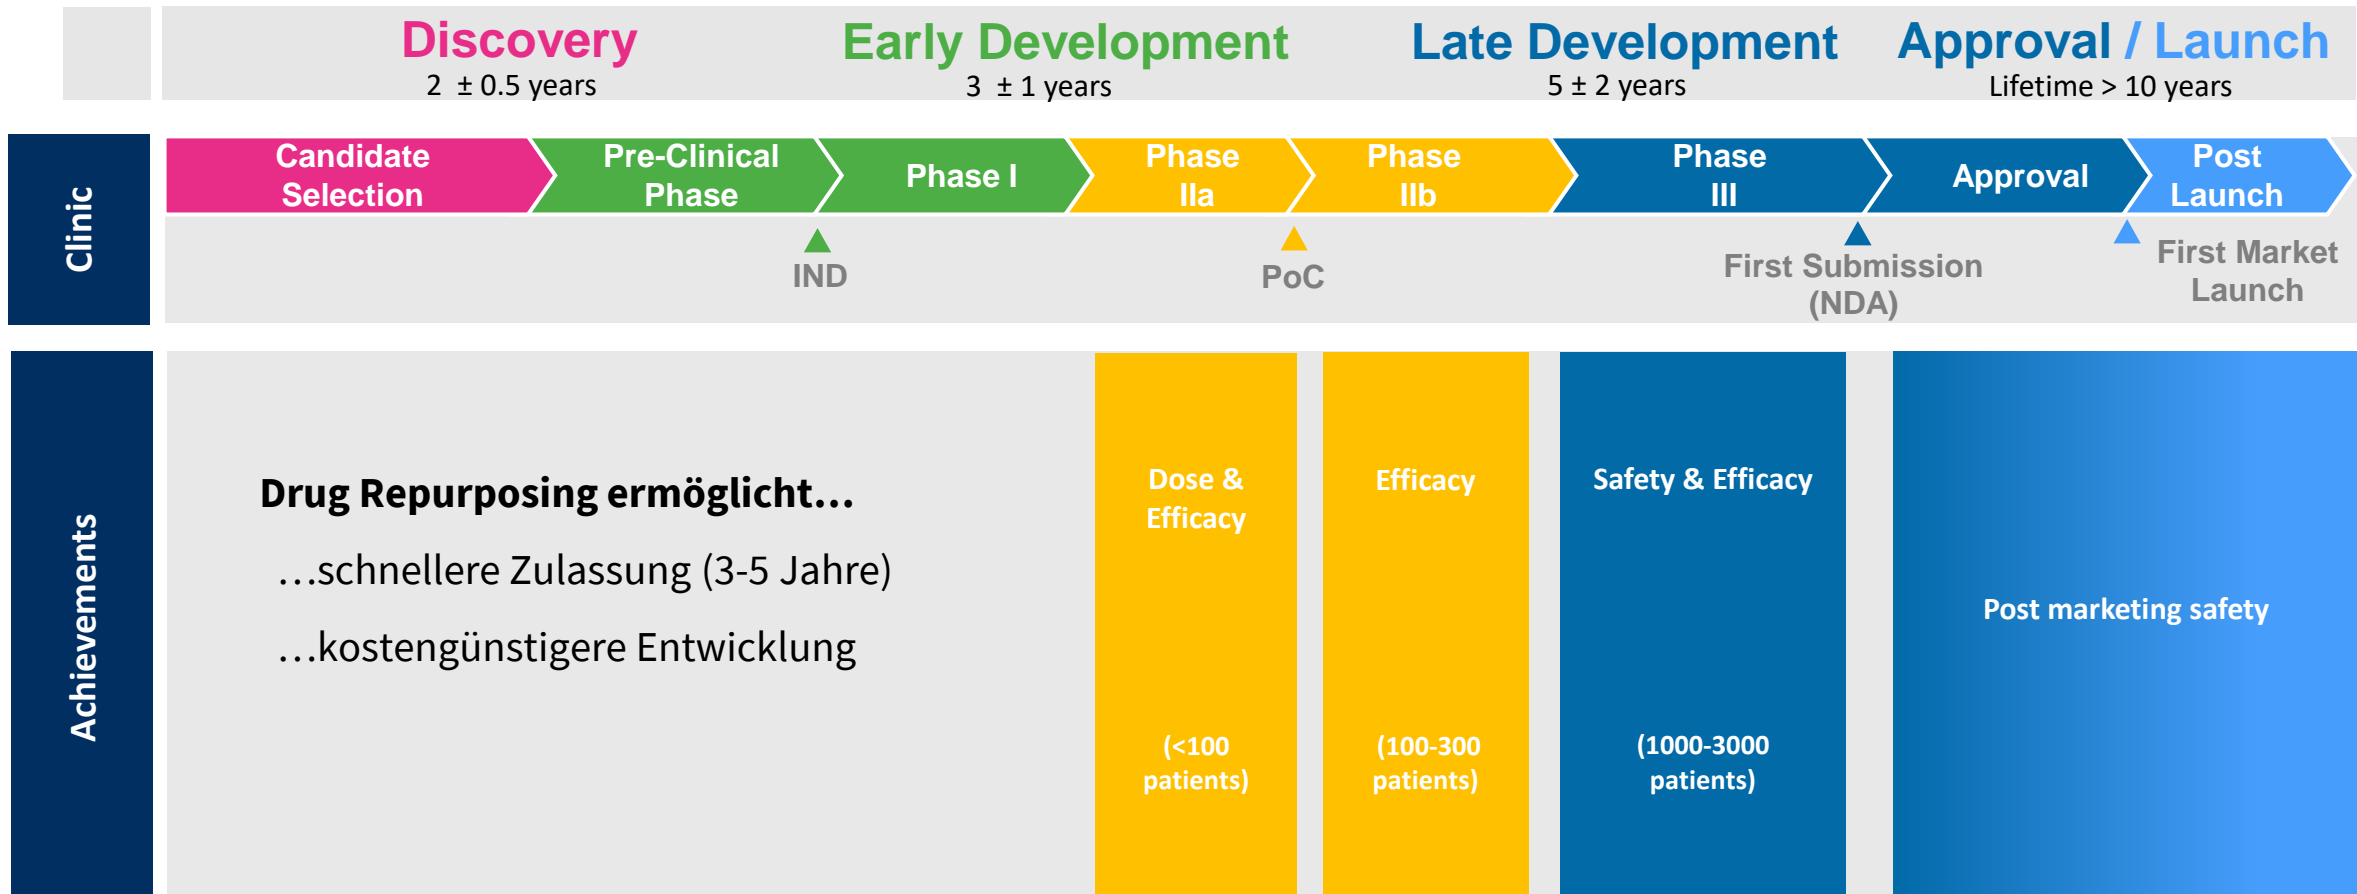 Discovery
2 ± 0.5 years
Early Development
3 ± 1 years
Late Development
5 ± 2 years
Approval / Launch
Lifetime > 10 years
Clinic
Candidate
Selection
Pre-Clinical
Phase
Phase I
Phase
IIa
Phase
IIb
Phase
III
Approval
Post
Launch
IND
PoC
First Submission
(NDA)
First Market
Launch
Achievements
Drug Repurposing ermöglicht...
...schnellere Zulassung (3-5 Jahre)
...kostengünstigere Entwicklung
Dose &
Efficacy
(<100
patients)
Efficacy
(100-300
patients)
Safety & Efficacy
(1000-3000
patients)
Post marketing safety